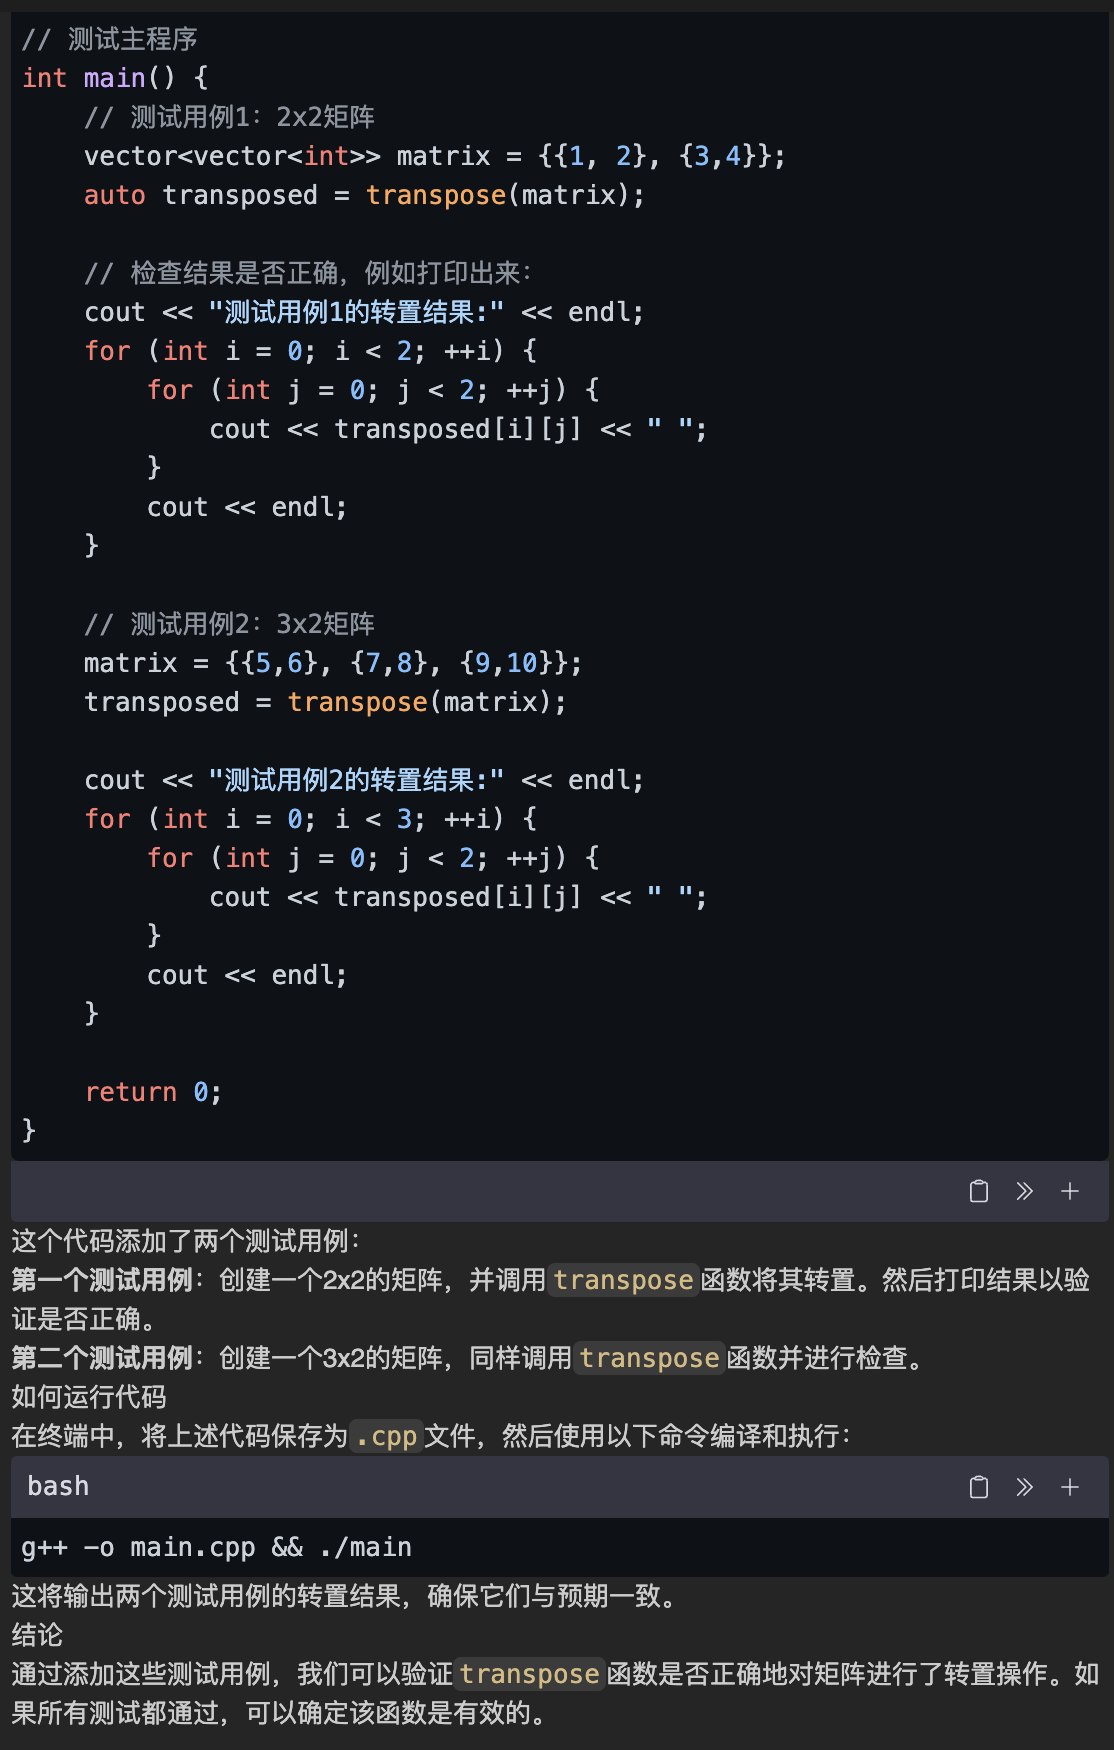 // 测试主程序
int main() {
    // 测试用例1：2x2矩阵
    vector<vector<int>> matrix = {{1, 2}, {3,4}};
    auto transposed = transpose(matrix);

    // 检查结果是否正确，例如打印出来：
    cout << "测试用例1的转置结果:" << endl;
    for (int i = 0; i < 2; ++i) {
        for (int j = 0; j < 2; ++j) {
            cout << transposed[i][j] << " ";
        }
        cout << endl;
    }

    // 测试用例2：3x2矩阵
    matrix = {{5,6}, {7,8}, {9,10}};
    transposed = transpose(matrix);

    cout << "测试用例2的转置结果:" << endl;
    for (int i = 0; i < 3; ++i) {
        for (int j = 0; j < 2; ++j) {
            cout << transposed[i][j] << " ";
        }
        cout << endl;
    }

    return 0;
}
这个代码添加了两个测试用例：
第一个测试用例：创建一个2x2的矩阵，并调用transpose函数将其转置。然后打印结果以验
证是否正确。
第二个测试用例：创建一个3x2的矩阵，同样调用transpose函数并进行检查。
如何运行代码
在终端中，将上述代码保存为.cpp文件，然后使用以下命令编译和执行：
bash
g++ -o main.cpp && ./main
这将输出两个测试用例的转置结果，确保它们与预期一致。
结论
通过添加这些测试用例，我们可以验证transpose函数是否正确地对矩阵进行了转置操作。如
果所有测试都通过，可以确定该函数是有效的。